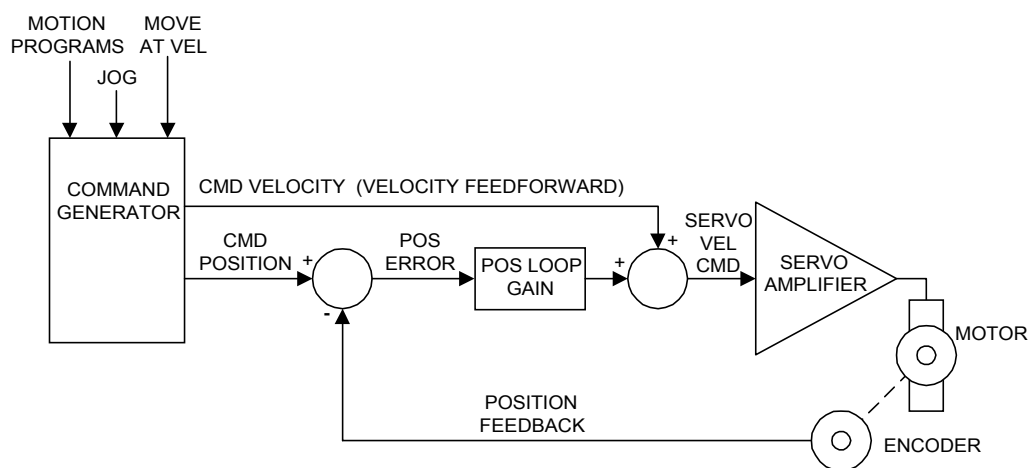 MOTION
PROGRAMS
MOVE
AT VEL
JOG
COMMAND
GENERATOR
CMD VELOCITY (VELOCITY FEEDFORWARD)
CMD
POSITION
+
-
POS
ERROR
POS LOOP
GAIN
+
+
SERVO
VEL
CMD
SERVO
AMPLIFIER
MOTOR
POSITION
FEEDBACK
ENCODER